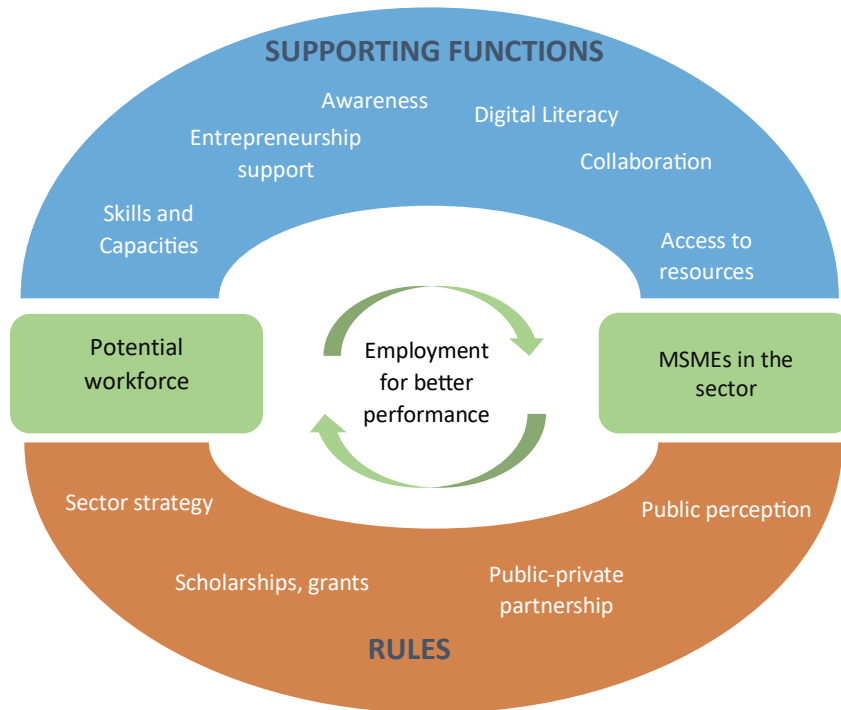 SUPPORTING FUNCTIONS
Awareness
Digital Literacy
Entrepreneurship
support
Collaboration
Skills and
Capacities
Access to
resources
Potential
workforce
Employment
for better
performance
MSMEs in the
sector
Sector strategy
Public perception
Scholarships, grants
Public-private
partnership
RULES